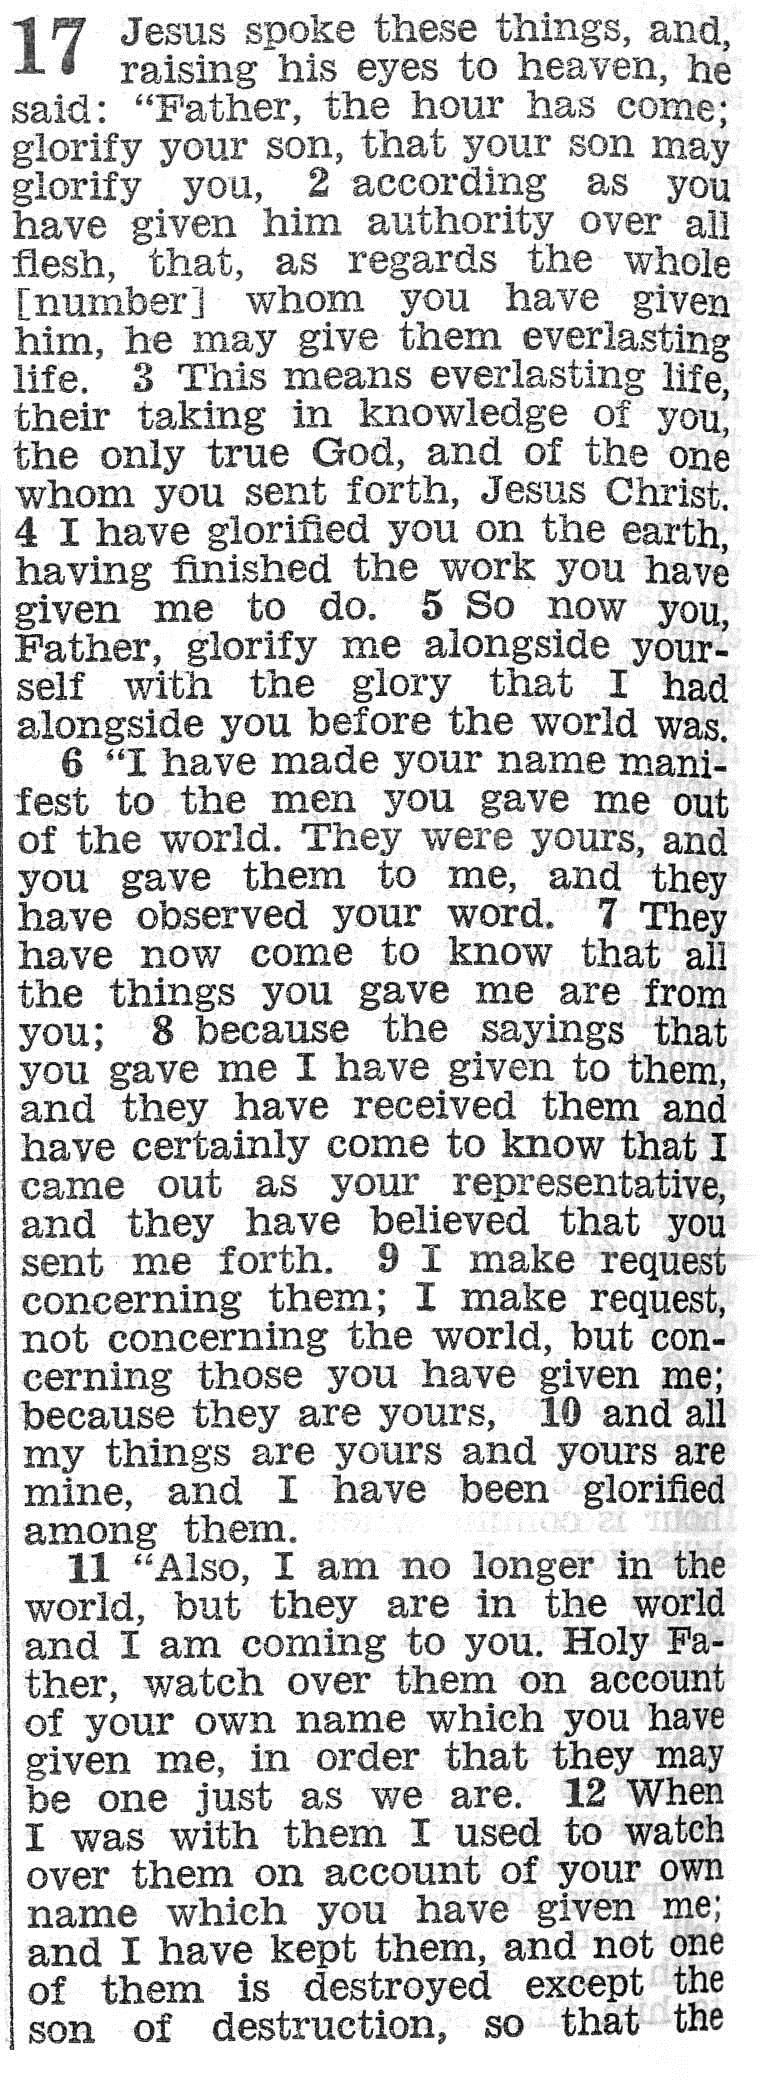 17 Jesus spoke these things, and,
raising his eyes to heaven, he
said: “Father, the hour has come;
glorify your son, that your son may
glorify you, 2 according as you
have given him authority over all
flesh, that, as regards the whole
[number] whom you have given
him, he may give them everlasting
life. 3 This means everlasting life,
their taking in knowledge of you,
the only true God, and of the one
whom you sent forth, Jesus Christ.
4 I have glorified you on the earth,
having finished the work you have
given me to do. 5 So now you,
Father, glorify me alongside your-
self with the glory that I had
alongside you before the world was.
6 “I have made your name mani-
fest to the men you gave me out
of the world. They were yours, and
you gave them to me, and they
have observed your word. 7 They
have now come to know that all
the things you gave me are from
you; 8 because the sayings that
you gave me I have given to them,
and they have received them and
have certainly come to know that I
came out as your representative,
and they have believed that you
sent me forth. 9 I make request
concerning them; I make request,
not concerning the world, but con-
cerning those you have given me;
because they are yours, 10 and all
my things are yours and yours are
mine, and I have been glorified
among them.
11 “Also, I am no longer in the
world, but they are in the world
and I am coming to you. Holy Fa-
ther, watch over them on account
of your own name which you have
given me, in order that they may
be one just as we are. 12 When
I was with them I used to watch
over them on account of your own
name which you have given me;
and I have kept them, and not one
of them is destroyed except the
son of destruction, so that the